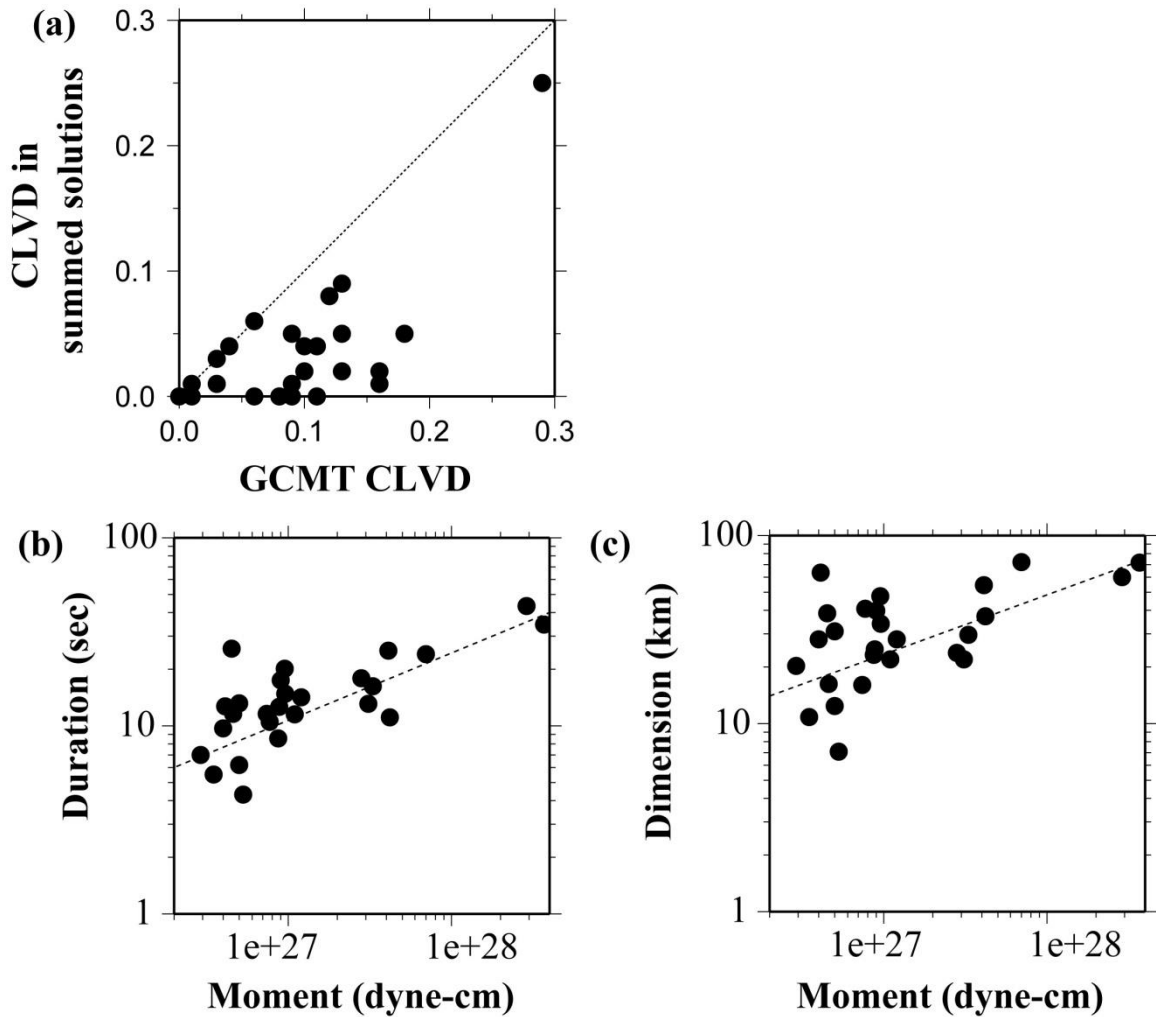 (a)
CLVD in
summed solutions
0.3
0.2
0.1
0.0
0.0 0.1 0.2 0.3
GCMT CLVD
(b)
Duration (sec)
100
10
1
1e+27 1e+28
Moment (dyne-cm)
(c)
Dimension (km)
100
10
1
1e+27 1e+28
Moment (dyne-cm)